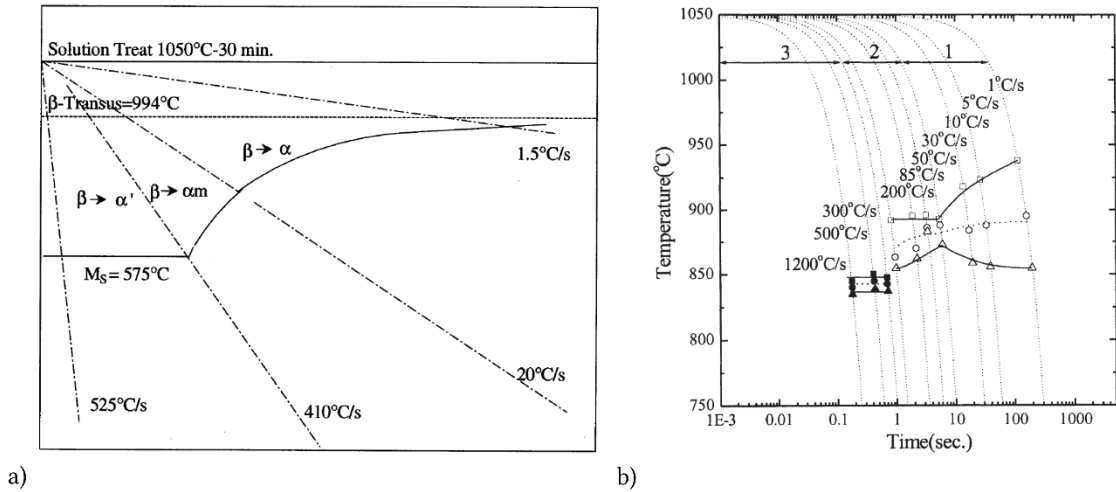 Solution Treat 1050°C-30 min.
β-Transus=994°C
β→ α
1.5°C/s
β→ α'
β→ αm
Ms = 575°C
20°C/s
525°C/s
410°C/s
a)
1050
1000
950
900
850
800
750
Temperature(°C)
3
2
1
1°C/s
5°C/s
10°C/s
30°C/s
50°C/s
85°C/s
200°C/s
300°C/s
500°C/s
1200°C/s
1E-3 0.01 0.1 1 10 100 1000
Time(sec.)
b)